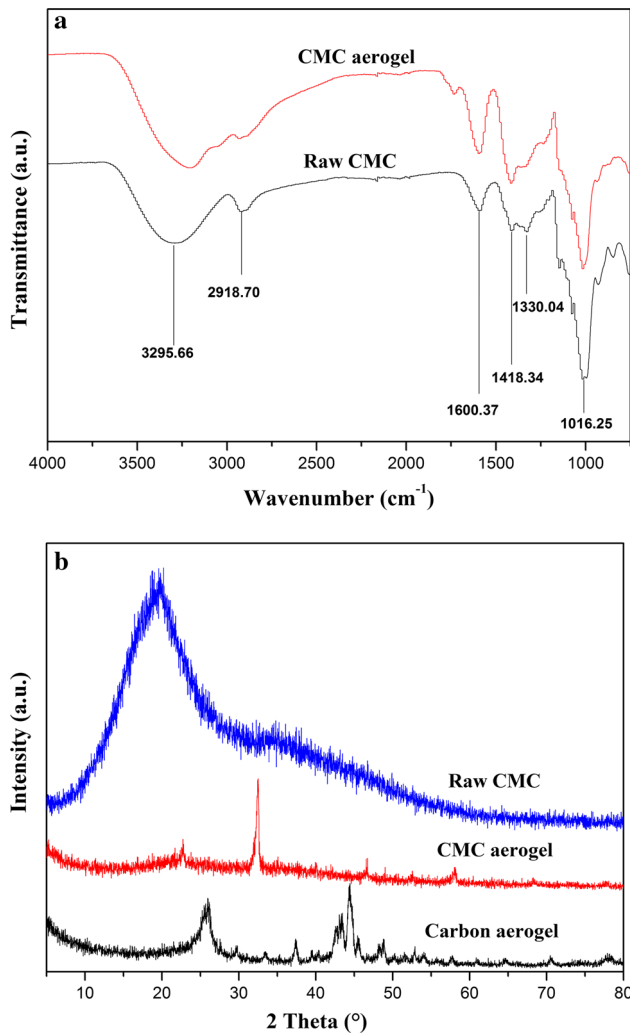 a
CMC aerogel
Raw CMC
Transmittance (a.u.)
2918.70
1330.04
3295.66
1418.34
1600.37
1016.25
4000 3500 3000 2500 2000 1500 1000
Wavenumber (cm⁻¹)
b
Intensity (a.u.)
Raw CMC
CMC aerogel
Carbon aerogel
10 20 30 40 50 60 70 80
2 Theta (°)